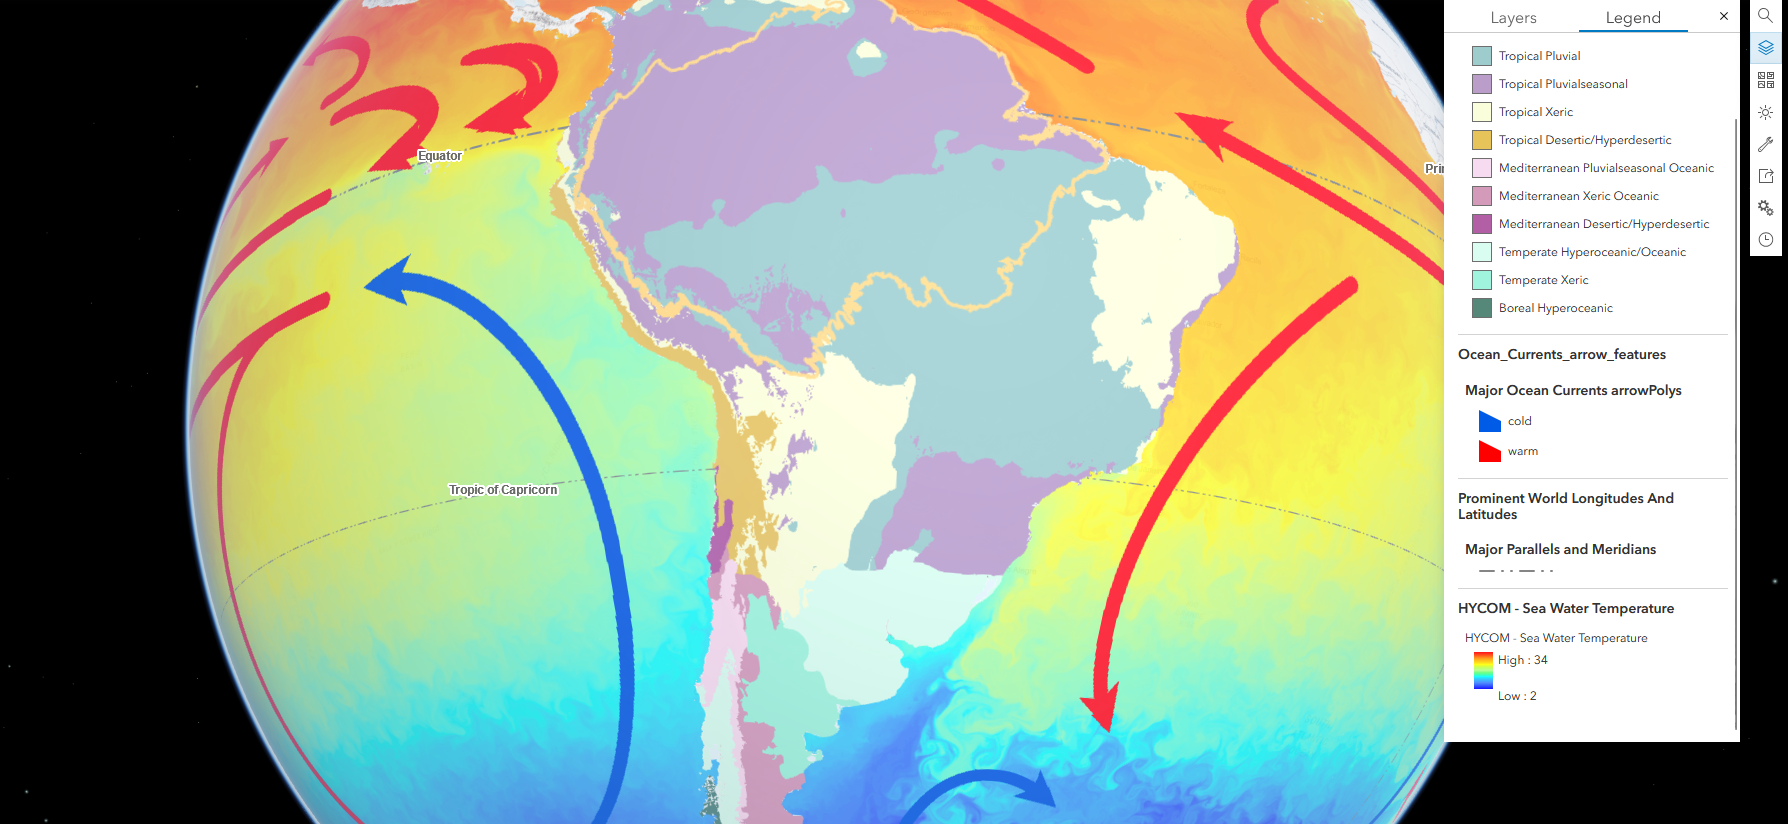 Layers
Legend
Tropical Pluvial
Tropical Pluvialseasonal
Tropical Xeric
Tropical Desertic/Hyperdesertic
Mediterranean Pluvialseasonal Oceanic
Mediterranean Xeric Oceanic
Mediterranean Desertic/Hyperdesertic
Temperate Hyperoceanic/Oceanic
Temperate Xeric
Boreal Hyperoceanic
Ocean_Currents_arrow_features
Major Ocean Currents arrowPolys
cold
warm
Prominent World Longitudes And
Latitudes
Major Parallels and Meridians
HYCOM - Sea Water Temperature
HYCOM - Sea Water Temperature
High : 34
Low : 2
Equator
Pri
Tropic of Capricorn